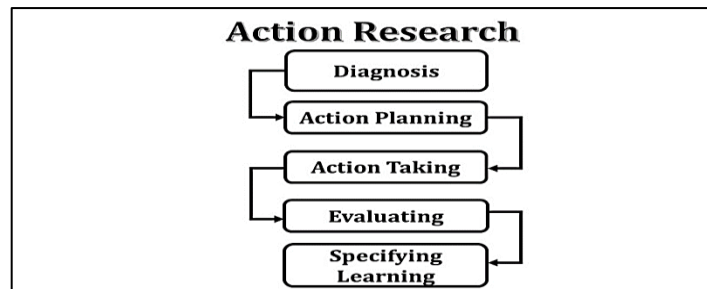 Action Research
Diagnosis
Action Planning
Action Taking
Evaluating
Specifying
Learning